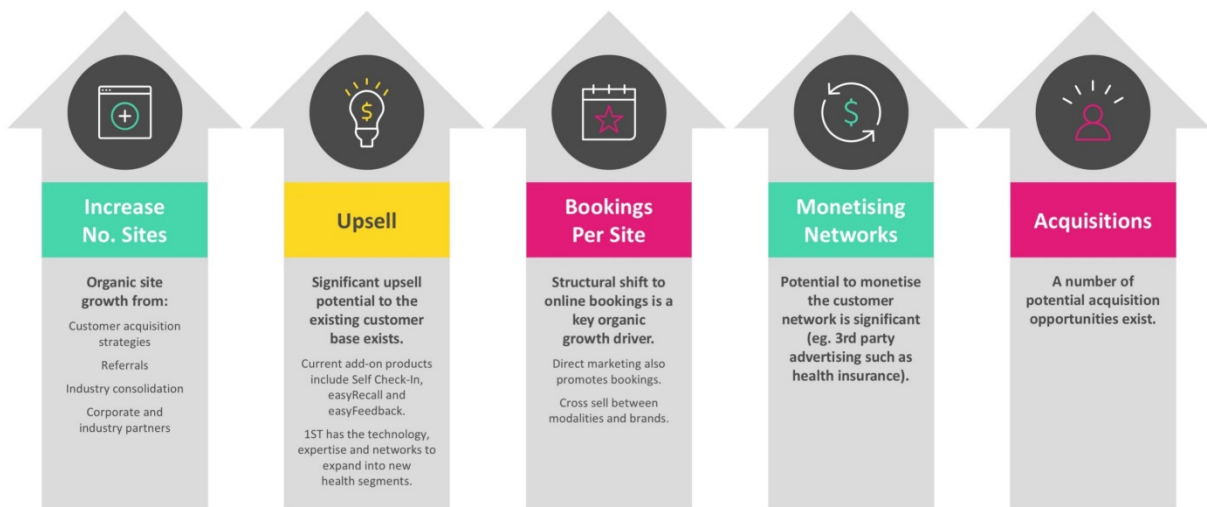 Increase
No. Sites
Organic site
growth from:
Customer acquisition
strategies
Referrals
Industry consolidation
Corporate and
industry partners
$
Upsell
Significant upsell
potential to the
existing customer
base exists.
Current add-on products
include Self Check-In,
easyRecall and
easyFeedback.
1ST has the technology,
expertise and networks to
expand into new
health segments.
Bookings
Per Site
Structural shift to
online bookings is a
key organic
growth driver.
Direct marketing also
promotes bookings.
Cross sell between
modalities and brands.
$
Monetising
Networks
Potential to monetise
the customer
network is significant
(eg. 3rd party
advertising such as
health insurance).
Acquisitions
A number of
potential acquisition
opportunities exist.